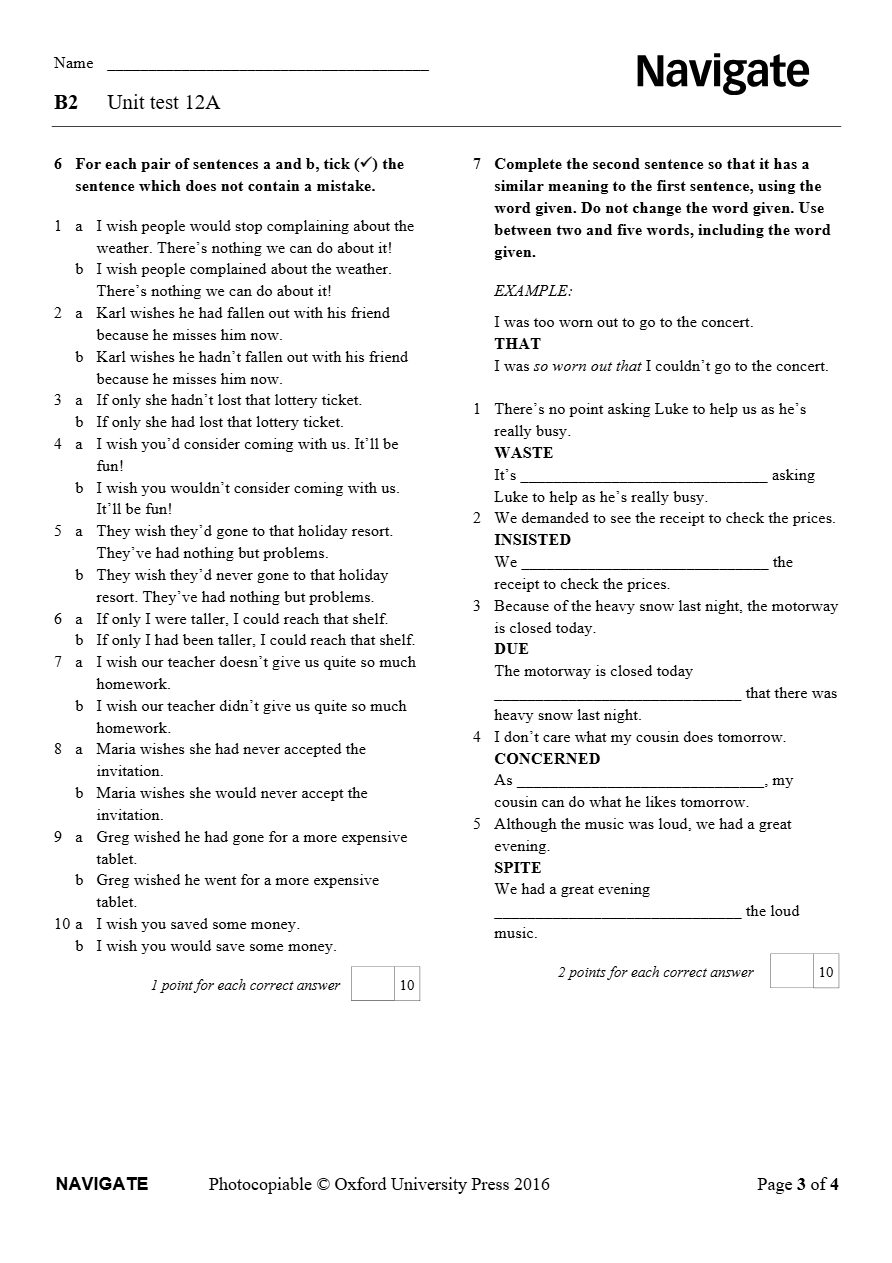 Name ________________________________________
Navigate
B2 Unit test 12A
6 For each pair of sentences a and b, tick (✓) the
sentence which does not contain a mistake.
1 a I wish people would stop complaining about the
weather. There’s nothing we can do about it!
b I wish people complained about the weather.
There’s nothing we can do about it!
2 a Karl wishes he had fallen out with his friend
because he misses him now.
b Karl wishes he hadn’t fallen out with his friend
because he misses him now.
3 a If only she hadn’t lost that lottery ticket.
b If only she had lost that lottery ticket.
4 a I wish you’d consider coming with us. It’ll be
fun!
b I wish you wouldn’t consider coming with us.
It’ll be fun!
5 a They wish they’d gone to that holiday resort.
They’ve had nothing but problems.
b They wish they’d never gone to that holiday
resort. They’ve had nothing but problems.
6 a If only I were taller, I could reach that shelf.
b If only I had been taller, I could reach that shelf.
7 a I wish our teacher doesn’t give us quite so much
homework.
b I wish our teacher didn’t give us quite so much
homework.
8 a Maria wishes she had never accepted the
invitation.
b Maria wishes she would never accept the
invitation.
9 a Greg wished he had gone for a more expensive
tablet.
b Greg wished he went for a more expensive
tablet.
10 a I wish you saved some money.
b I wish you would save some money.
1 point for each correct answer 10
7 Complete the second sentence so that it has a
similar meaning to the first sentence, using the
word given. Do not change the word given. Use
between two and five words, including the word
given.
EXAMPLE:
I was too worn out to go to the concert.
THAT
I was so worn out that I couldn’t go to the concert.
1 There’s no point asking Luke to help us as he’s
really busy.
WASTE
It’s ______________________________ asking
Luke to help as he’s really busy.
2 We demanded to see the receipt to check the prices.
INSISTED
We ______________________________ the
receipt to check the prices.
3 Because of the heavy snow last night, the motorway
is closed today.
DUE
The motorway is closed today
______________________________ that there was
heavy snow last night.
4 I don’t care what my cousin does tomorrow.
CONCERNED
As ______________________________, my
cousin can do what he likes tomorrow.
5 Although the music was loud, we had a great
evening.
SPITE
We had a great evening
______________________________ the loud
music.
2 points for each correct answer 10
NAVIGATE Photocopiable © Oxford University Press 2016 Page 3 of 4